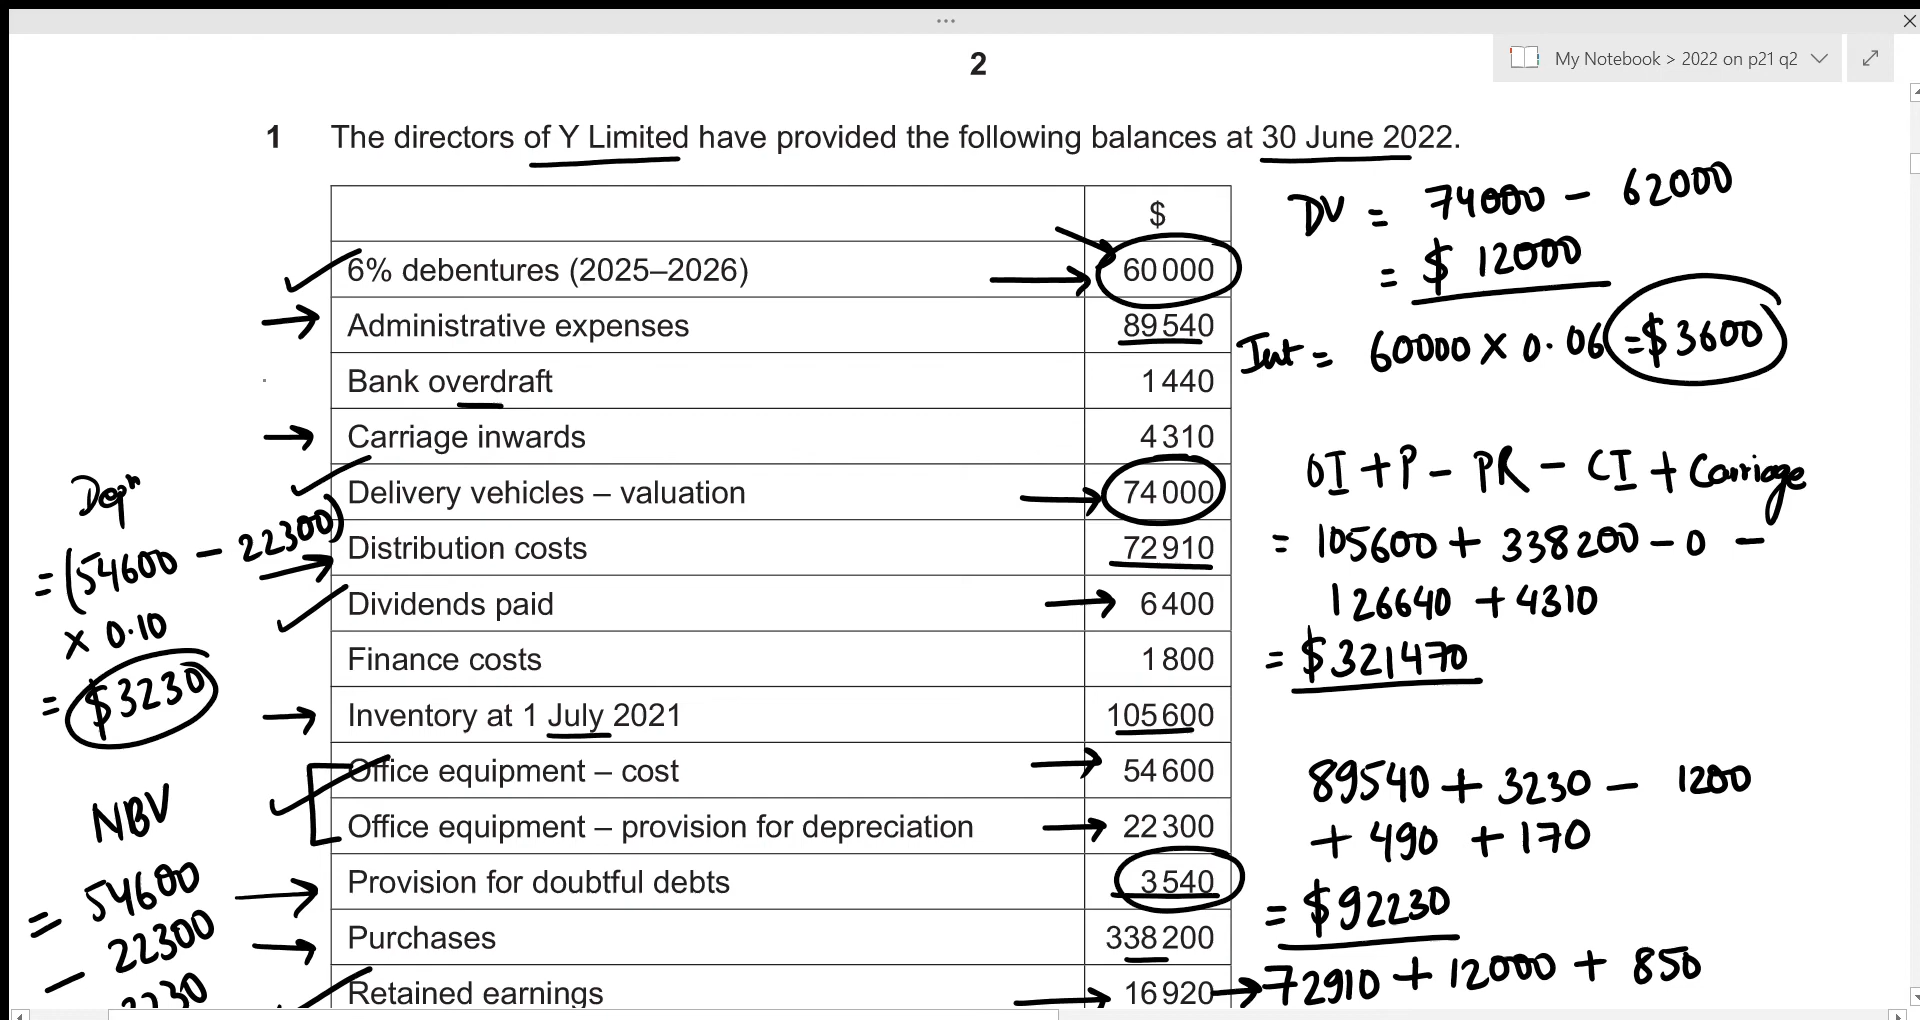 My Notebook > 2022 on p21 q2
2
1 The directors of Y Limited have provided the following balances at 30 June 2022.
$
6% debentures (2025–2026) 60 000
Administrative expenses 89 540
Bank overdraft 1 440
Carriage inwards 4 310
Delivery vehicles – valuation 74 000
Distribution costs 72 910
Dividends paid 6 400
Finance costs 1 800
Inventory at 1 July 2021 105 600
Office equipment – cost 54 600
Office equipment – provision for depreciation 22 300
Provision for doubtful debts 3 540
Purchases 338 200
Retained earnings 16 920
DV = 74000 – 62000
= $ 12000
Int = 60000 X 0.06 = $3600
OI + P – PR – CI + Carriage
= 105600 + 338200 – 0 –
126640 + 4310
= $321470
89540 + 3230 – 1200
+ 490 + 170
= $92230
72910 + 12000 + 850
Depⁿ
= (54600 – 22300)
X 0.10
= $3230
NBV
= 54600
– 22300